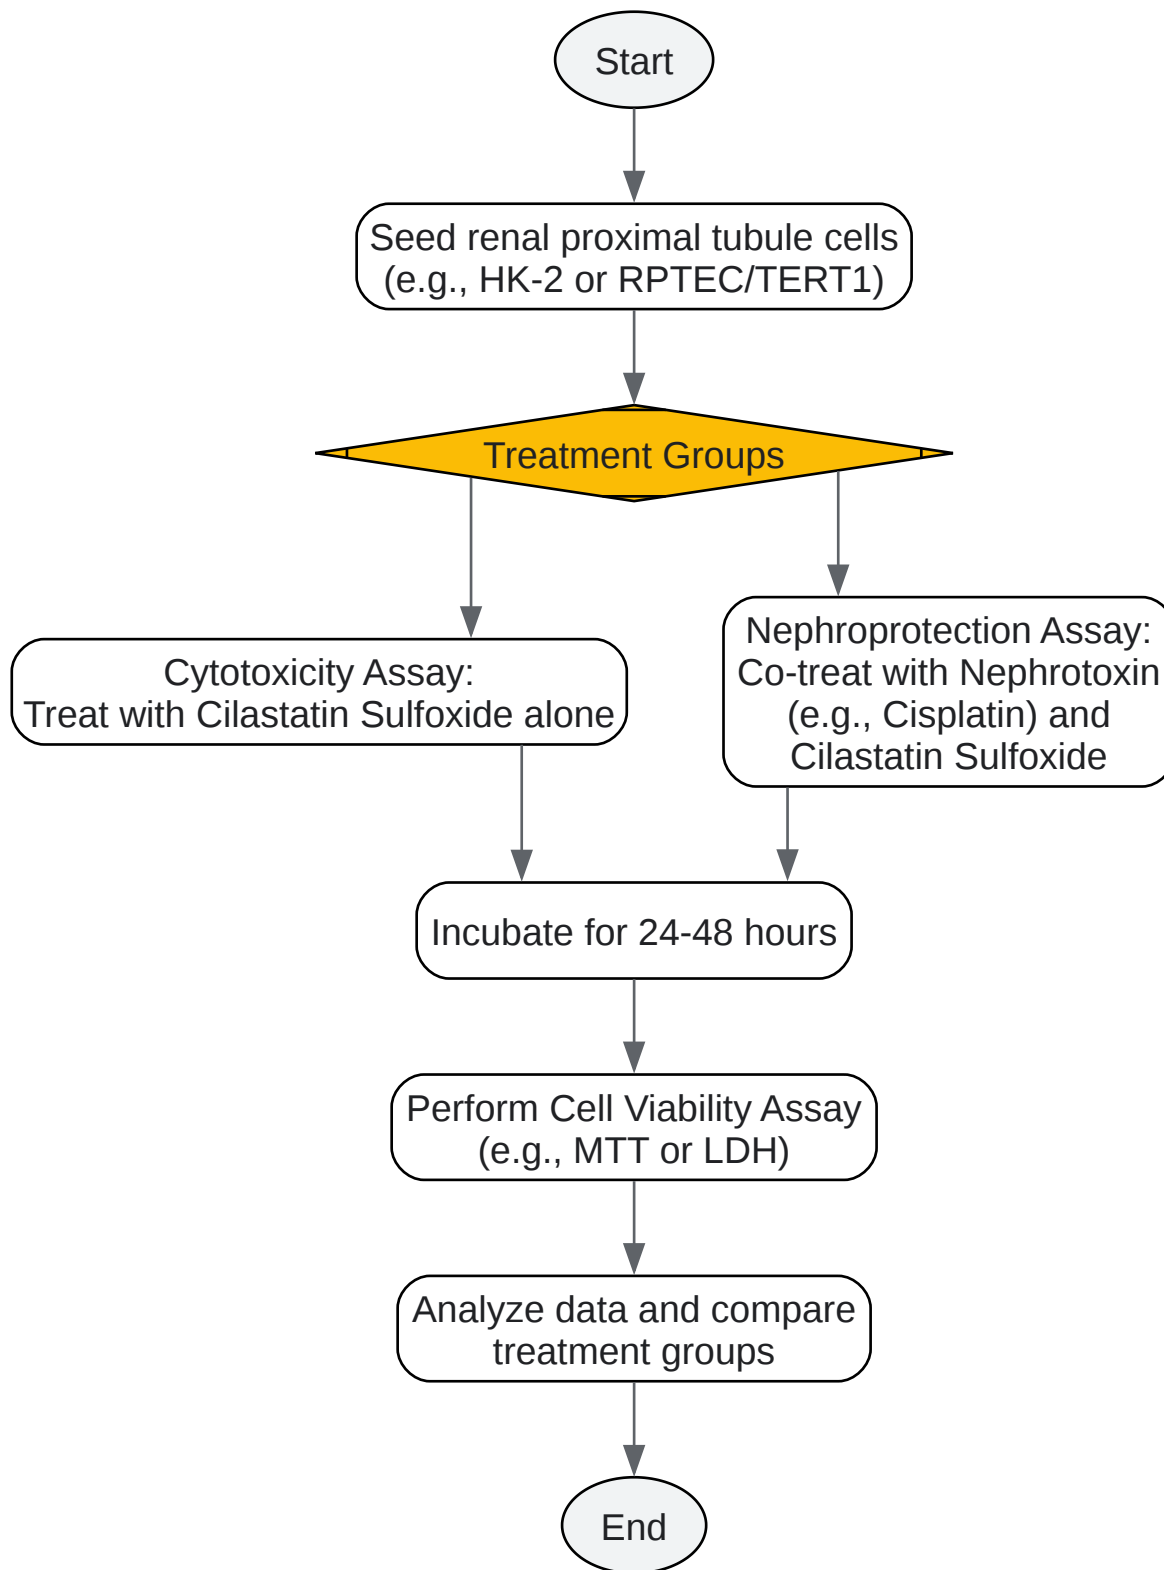 Start
Seed renal proximal tubule cells
(e.g., HK-2 or RPTEC/TERT1)
Treatment Groups
Cytotoxicity Assay:
Treat with Cilastatin Sulfoxide alone
Nephroprotection Assay:
Co-treat with Nephrotoxin
(e.g., Cisplatin) and
Cilastatin Sulfoxide
Incubate for 24-48 hours
Perform Cell Viability Assay
(e.g., MTT or LDH)
Analyze data and compare
treatment groups
End